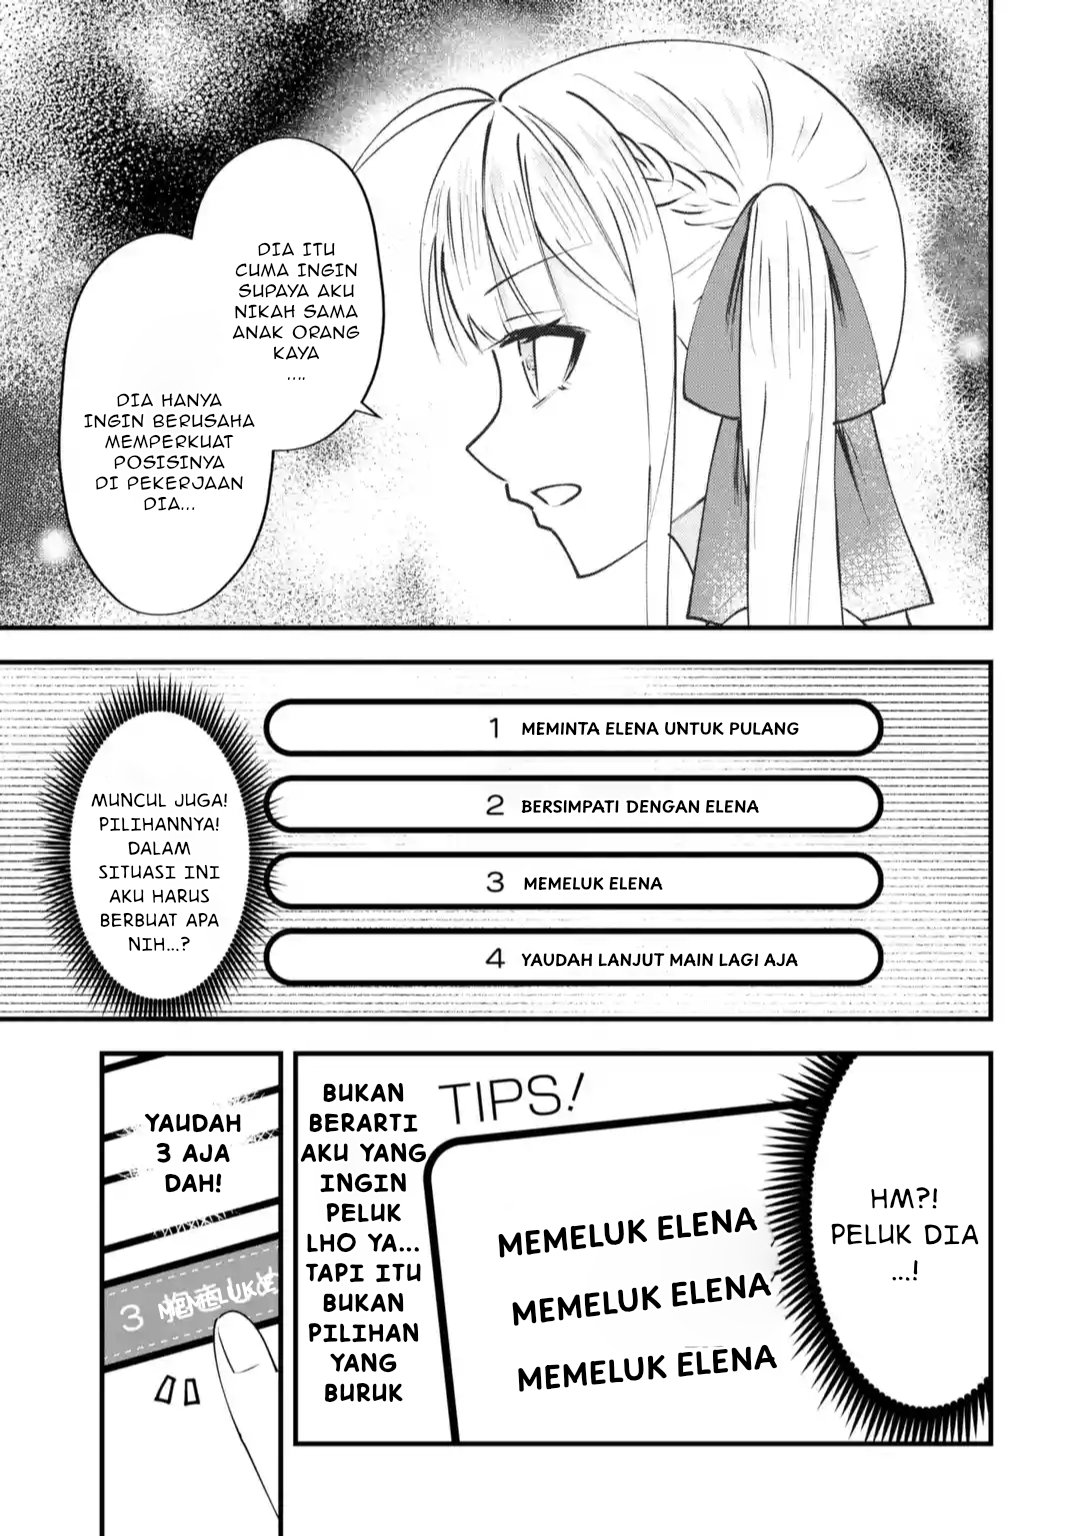 DIA ITU
CUMA INGIN
SUPAYA AKU
NIKAH SAMA
ANAK ORANG
KAYA
....
DIA HANYA
INGIN BERUSAHA
MEMPERKUAT
POSISINYA
DI PEKERJAAN
DIA...
MUNCUL JUGA!
PILIHANNYA!
DALAM
SITUASI INI
AKU HARUS
BERBUAT APA
NIH...?
1 MEMINTA ELENA UNTUK PULANG
2 BERSIMPATI DENGAN ELENA
3 MEMELUK ELENA
4 YAUDAH LANJUT MAIN LAGI AJA
HM?!
PELUK DIA
...!
TIPS!
MEMELUK ELENA
MEMELUK ELENA
MEMELUK ELENA
BUKAN
BERARTI
AKU YANG
INGIN
PELUK
LHO YA...
TAPI ITU
BUKAN
PILIHAN
YANG
BURUK
YAUDAH
3 AJA
DAH!
3